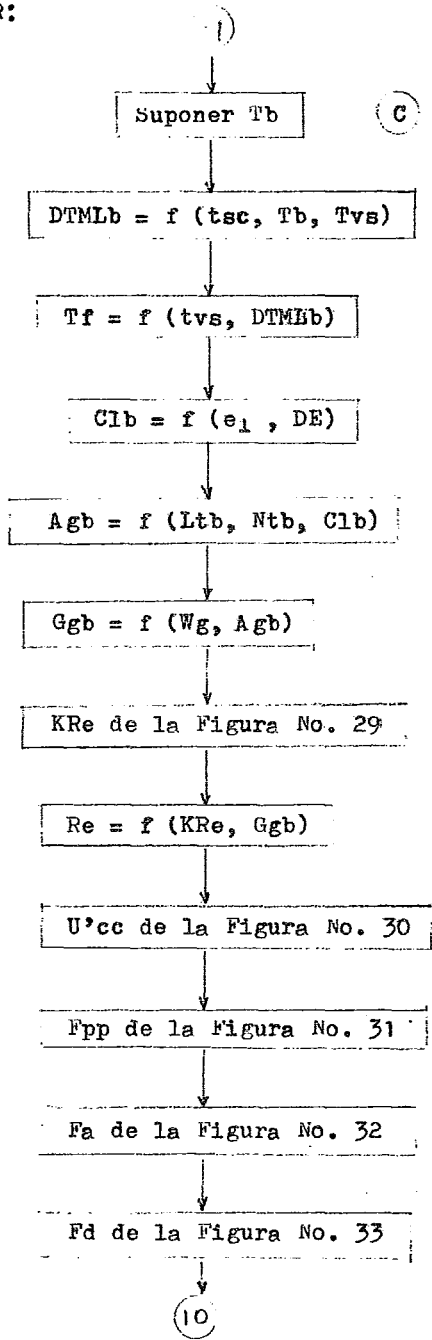 R:
1
Suponer Tb
C
DTMLb = f (tsc, Tb, Tvs)
Tf = f (tvs, DTMLb)
Clb = f (e⊥ , DE)
Agb = f (Ltb, Ntb, Clb)
Ggb = f (Wg, Agb)
KRe de la Figura No. 29
Re = f (KRe, Ggb)
U'cc de la Figura No. 30
Fpp de la Figura No. 31
Fa de la Figura No. 32
Fd de la Figura No. 33
10